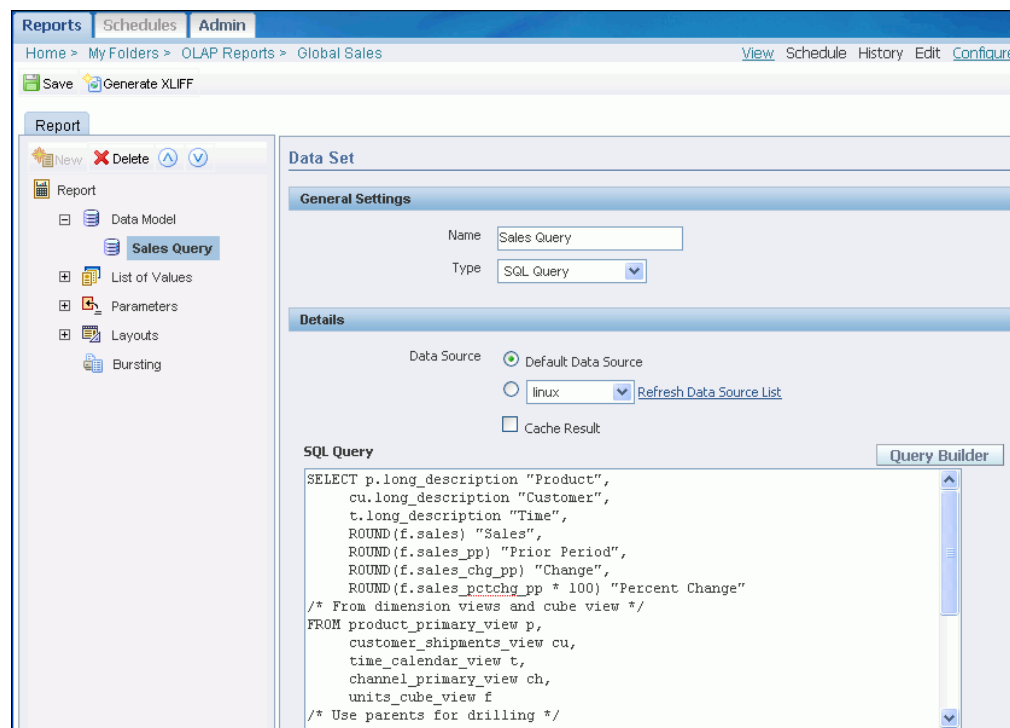 Reports Schedules Admin
Home > My Folders > OLAP Reports > Global Sales View Schedule History Edit Configure
Save Generate XLIFF
Report
New Delete
Report
Data Model
Sales Query
List of Values
Parameters
Layouts
Bursting
Data Set
General Settings
Name Sales Query
Type SQL Query
Details
Data Source Default Data Source
linux Refresh Data Source List
Cache Result
SQL Query Query Builder
SELECT p.long_description "Product",
cu.long_description "Customer",
t.long_description "Time",
ROUND(f.sales) "Sales",
ROUND(f.sales_pp) "Prior Period",
ROUND(f.sales_chg_pp) "Change",
ROUND(f.sales_pctchg_pp * 100) "Percent Change"
/* From dimension views and cube view */
FROM product_primary_view p,
customer_shipments_view cu,
time_calendar_view t,
channel_primary_view ch,
units_cube_view f
/* Use parents for drilling */